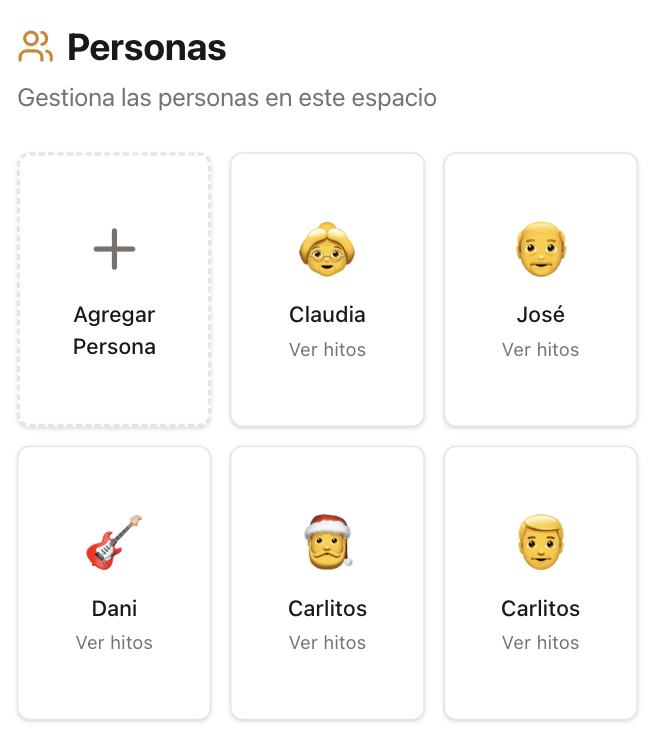 Personas
Gestiona las personas en este espacio
Agregar
Persona
Claudia
Ver hitos
José
Ver hitos
Dani
Ver hitos
Carlitos
Ver hitos
Carlitos
Ver hitos